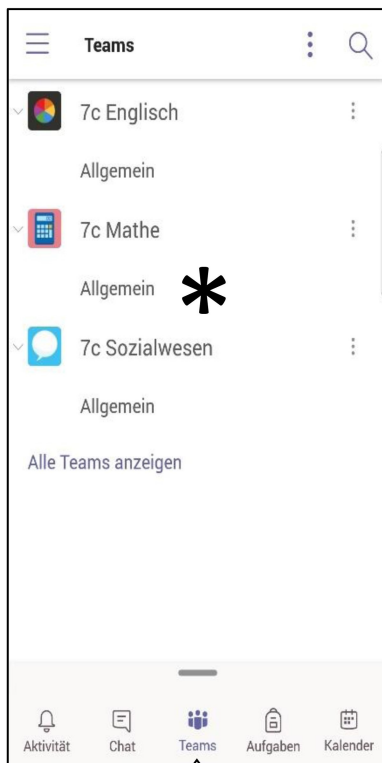 Teams
7c Englisch
Allgemein
7c Mathe
Allgemein
*
7c Sozialwesen
Allgemein
Alle Teams anzeigen
Aktivität Chat Teams Aufgaben Kalender